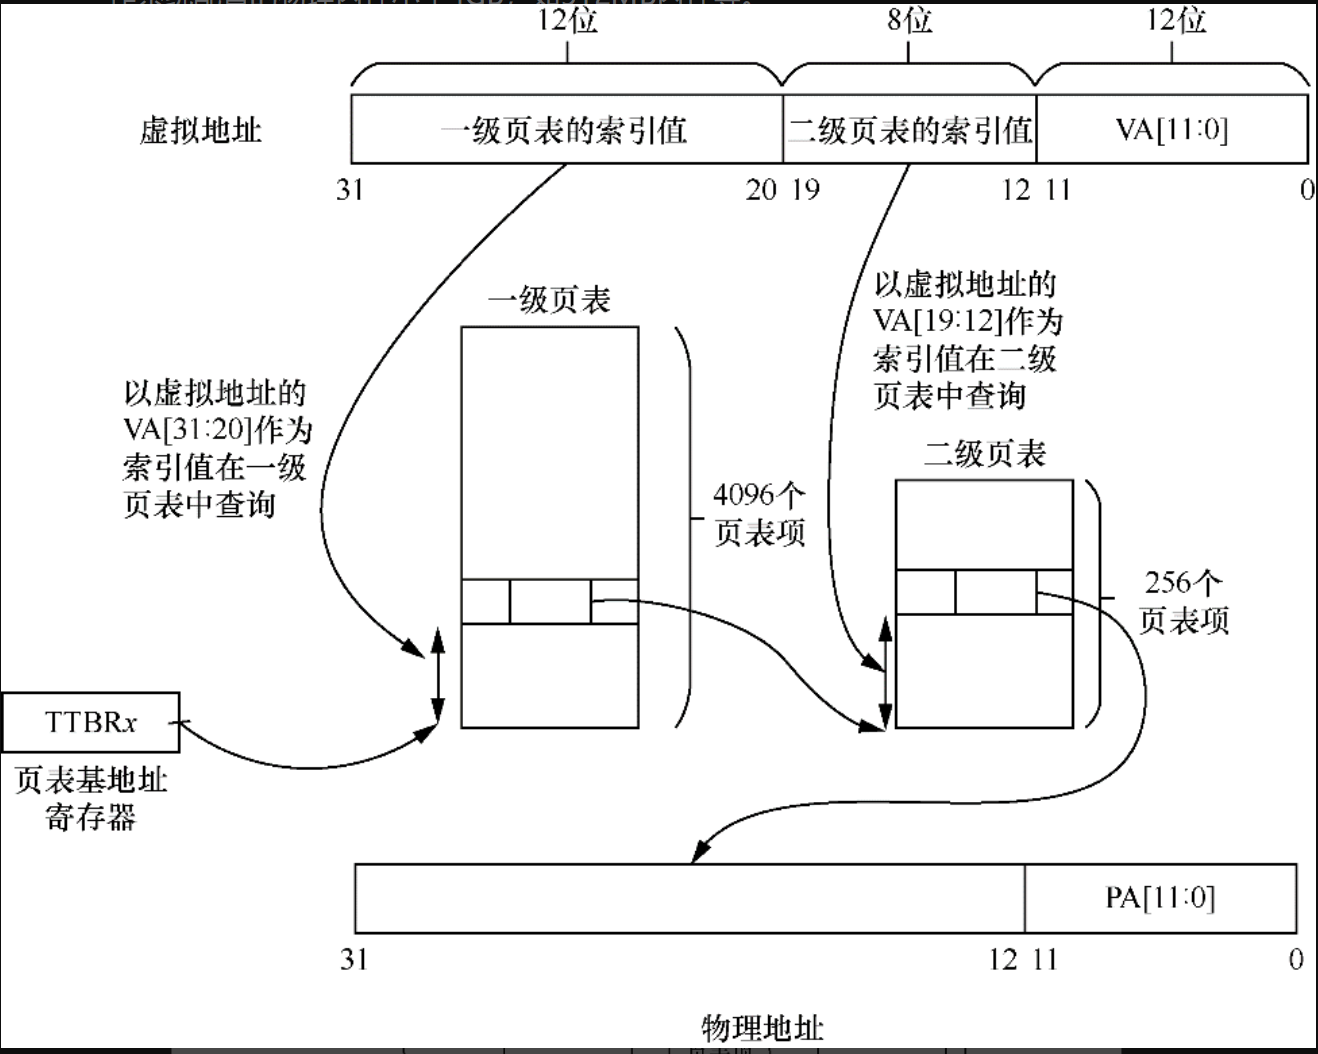 12位
8位
12位
虚拟地址
一级页表的索引值
二级页表的索引值
VA[11:0]
31
20
19
12
11
0
一级页表
以虚拟地址的
VA[31:20]作为
索引值在一级
页表中查询
4096个
页表项
以虚拟地址的
VA[19:12]作为
索引值在二级
页表中查询
二级页表
256个
页表项
TTBRx
页表基地址
寄存器
PA[11:0]
31
12
11
0
物理地址